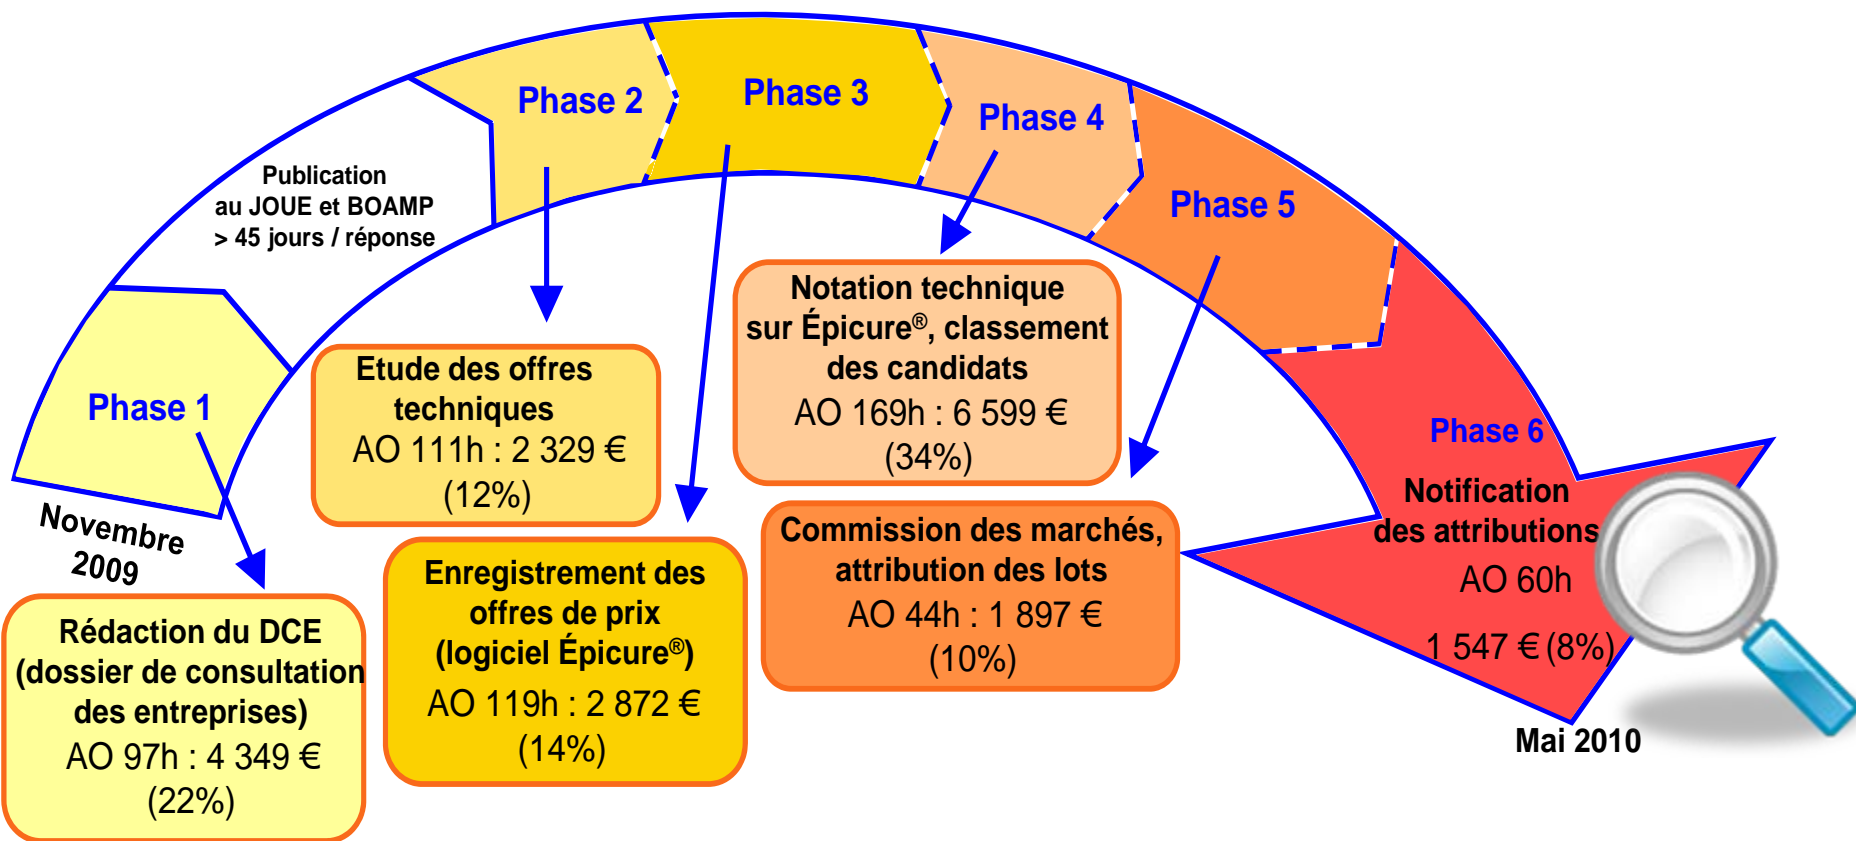 Phase 1
Novembre
2009
Rédaction du DCE
(dossier de consultation
des entreprises)
AO 97h : 4 349 €
(22%)
Publication
au JOUE et BOAMP
> 45 jours / réponse
Phase 2
Etude des offres
techniques
AO 111h : 2 329 €
(12%)
Phase 3
Enregistrement des
offres de prix
(logiciel Épicure®)
AO 119h : 2 872 €
(14%)
Phase 4
Notation technique
sur Épicure®, classement
des candidats
AO 169h : 6 599 €
(34%)
Phase 5
Commission des marchés,
attribution des lots
AO 44h : 1 897 €
(10%)
Phase 6
Notification
des attributions
AO 60h
1 547 € (8%)
Mai 2010